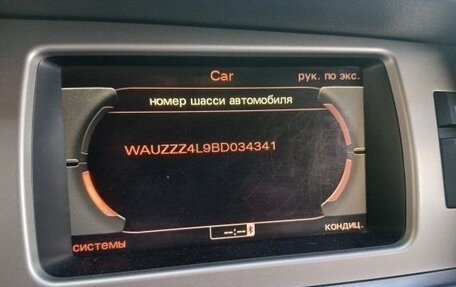 Car
рук. по экс.
номер шасси автомобиля
WAUZZZ4L9BD034341
--:--
кондиц.
системы